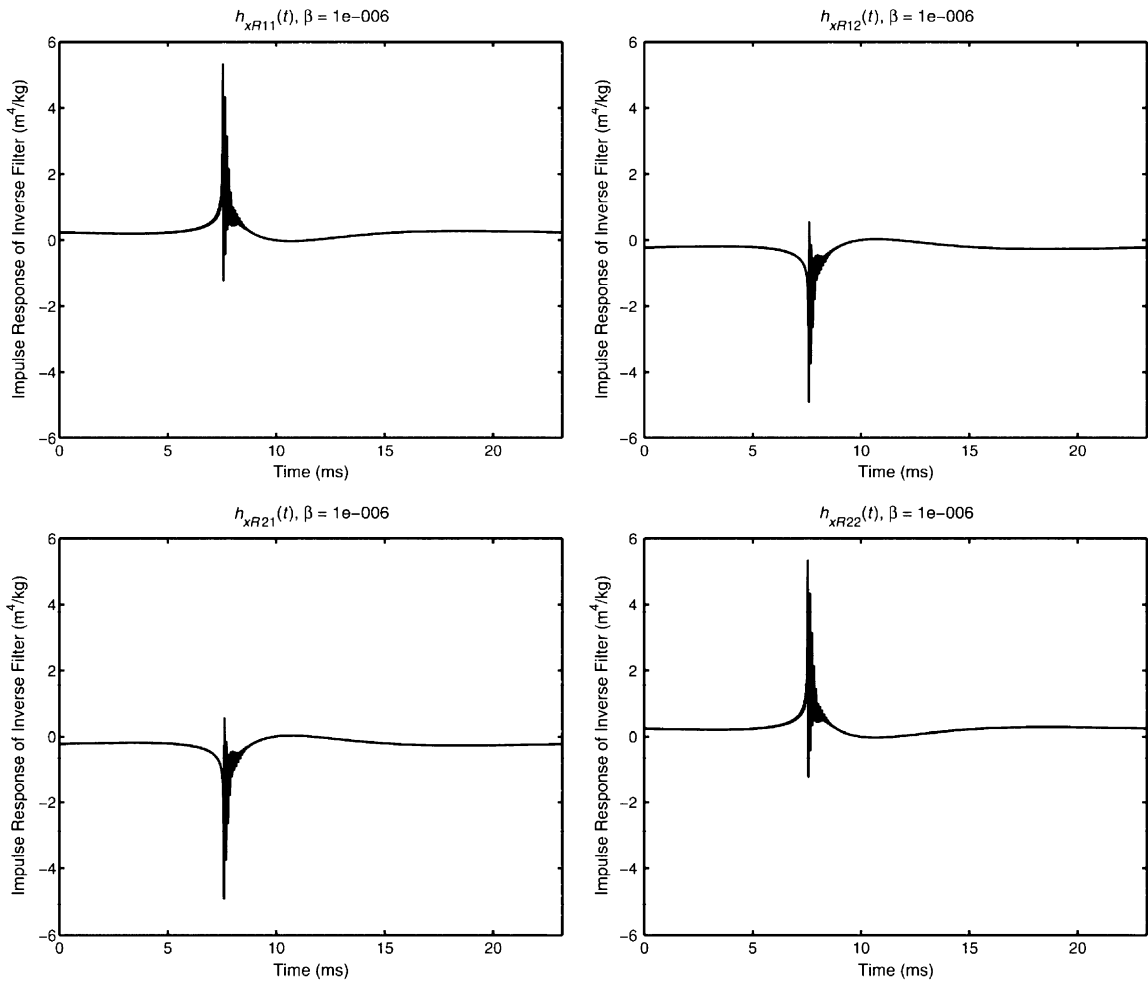 h_xR11(t), β = 1e−006
Impulse Response of Inverse Filter (m^4/kg)
6
4
2
0
−2
−4
−6
0 5 10 15 20
Time (ms)
h_xR12(t), β = 1e−006
Impulse Response of Inverse Filter (m^4/kg)
6
4
2
0
−2
−4
−6
0 5 10 15 20
Time (ms)
h_xR21(t), β = 1e−006
Impulse Response of Inverse Filter (m^4/kg)
6
4
2
0
−2
−4
−6
0 5 10 15 20
Time (ms)
h_xR22(t), β = 1e−006
Impulse Response of Inverse Filter (m^4/kg)
6
4
2
0
−2
−4
−6
0 5 10 15 20
Time (ms)